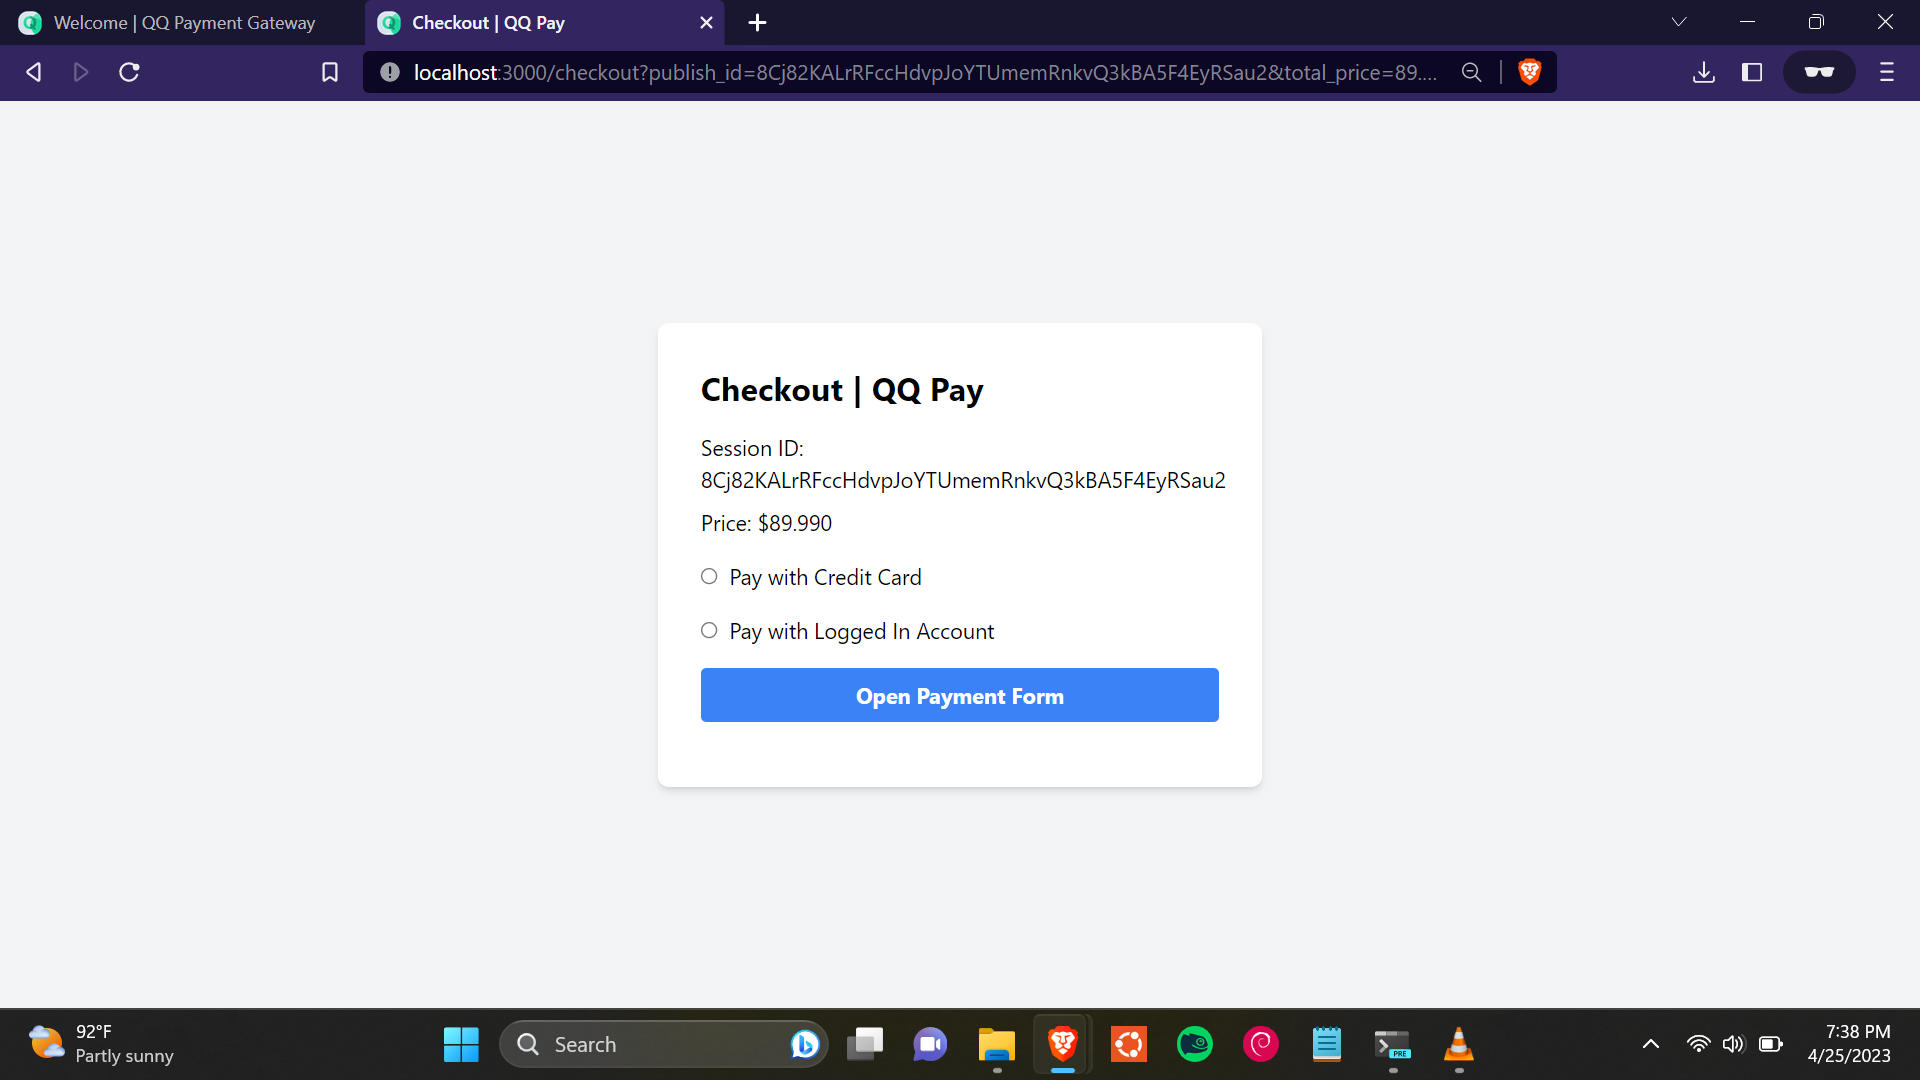 Welcome | QQ Payment Gateway
Checkout | QQ Pay
localhost:3000/checkout?publish_id=8Cj82KALrRFccHdvpJoYTUmemRnkvQ3kBA5F4EyRSau2&total_price=89....
Checkout | QQ Pay
Session ID:
8Cj82KALrRFccHdvpJoYTUmemRnkvQ3kBA5F4EyRSau2
Price: $89.990
Pay with Credit Card
Pay with Logged In Account
Open Payment Form
92°F
Partly sunny
Search
PRE
7:38 PM
4/25/2023